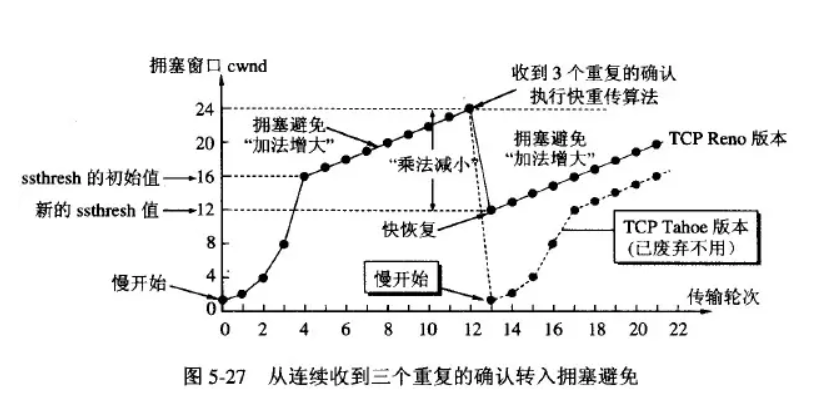 拥塞窗口 cwnd
收到 3 个重复的确认
执行快重传算法
24
拥塞避免
“加法增大”
拥塞避免
“加法增大”
TCP Reno 版本
20
“乘法减小”
ssthresh 的初始值
16
新的 ssthresh 值
12
快恢复
TCP Tahoe 版本
(已废弃不用)
8
慢开始
4
慢开始
传输轮次
0
0 2 4 6 8 10 12 13 14 16 18 20 22
图 5-27 从连续收到三个重复的确认转入拥塞避免